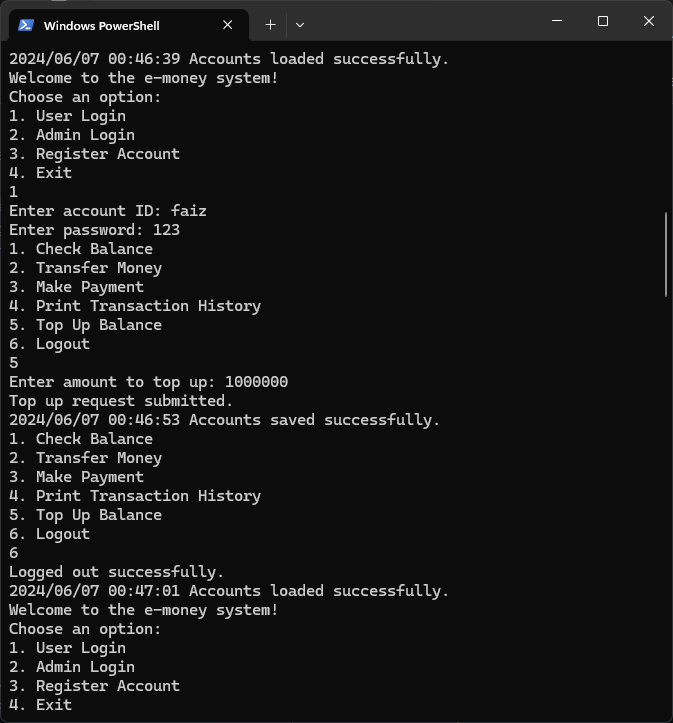 Windows PowerShell
2024/06/07 00:46:39 Accounts loaded successfully.
Welcome to the e-money system!
Choose an option:
1. User Login
2. Admin Login
3. Register Account
4. Exit
1
Enter account ID: faiz
Enter password: 123
1. Check Balance
2. Transfer Money
3. Make Payment
4. Print Transaction History
5. Top Up Balance
6. Logout
5
Enter amount to top up: 1000000
Top up request submitted.
2024/06/07 00:46:53 Accounts saved successfully.
1. Check Balance
2. Transfer Money
3. Make Payment
4. Print Transaction History
5. Top Up Balance
6. Logout
6
Logged out successfully.
2024/06/07 00:47:01 Accounts loaded successfully.
Welcome to the e-money system!
Choose an option:
1. User Login
2. Admin Login
3. Register Account
4. Exit